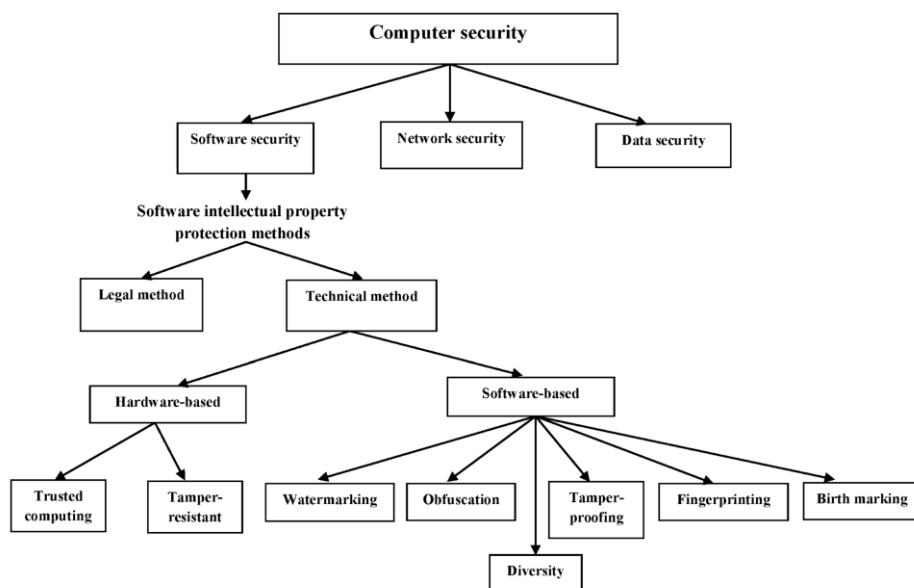 Computer security
Software security
Network security
Data security
Software intellectual property
protection methods
Legal method
Technical method
Hardware-based
Software-based
Trusted
computing
Tamper-
resistant
Watermarking
Obfuscation
Tamper-
proofing
Fingerprinting
Birth marking
Diversity